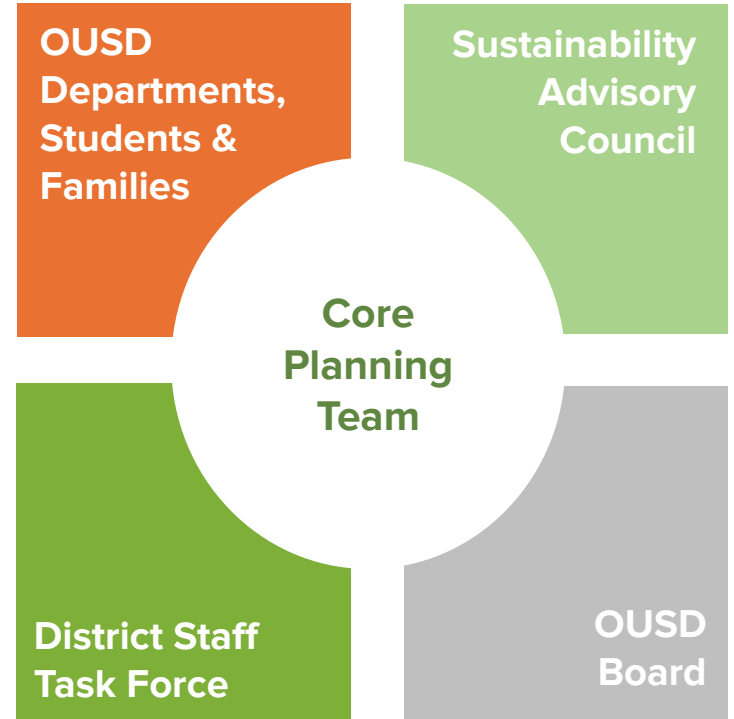 OUSD
Departments,
Students &
Families
Sustainability
Advisory
Council
Core
Planning
Team
District Staff
Task Force
OUSD
Board